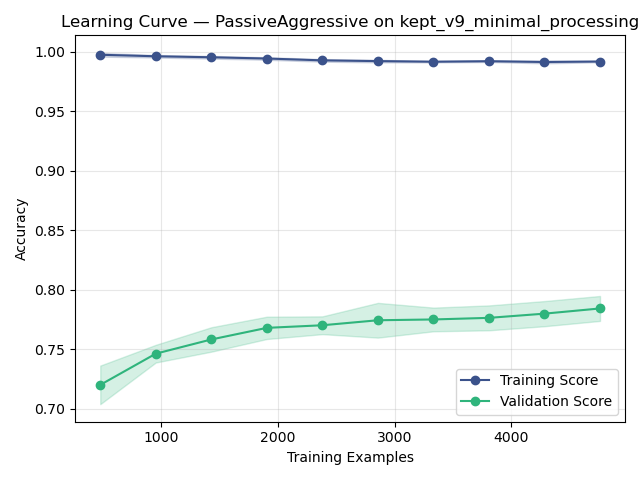 Learning Curve — PassiveAggressive on kept_v9_minimal_processing
1.00
0.95
0.90
0.85
0.80
0.75
0.70
Accuracy
1000
2000
3000
4000
Training Examples
Training Score
Validation Score